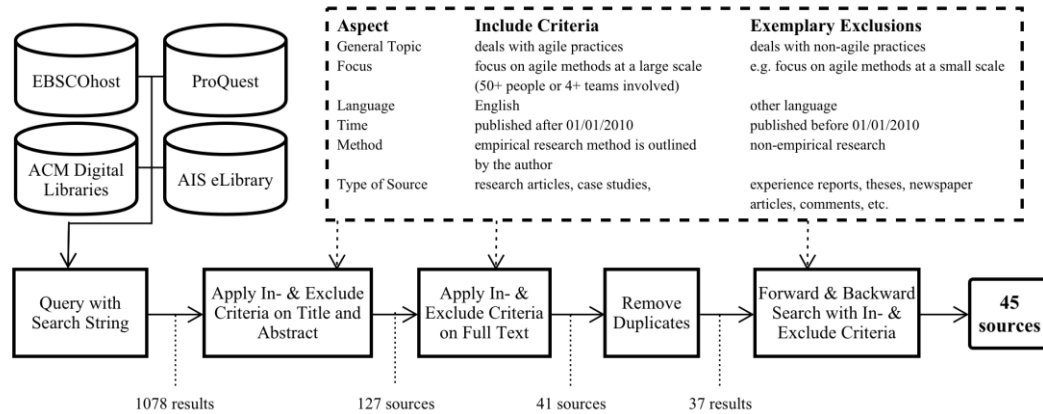 EBSCOhost
ProQuest
ACM Digital
Libraries
AIS eLibrary
Aspect Include Criteria Exemplary Exclusions
General Topic deals with agile practices deals with non-agile practices
Focus focus on agile methods at a large scale e.g. focus on agile methods at a small scale
(50+ people or 4+ teams involved)
Language English other language
Time published after 01/01/2010 published before 01/01/2010
Method empirical research method is outlined non-empirical research
by the author
Type of Source research articles, case studies, experience reports, theses, newspaper
articles, comments, etc.
Query with
Search String
Apply In- & Exclude
Criteria on Title and
Abstract
Apply In- &
Exclude Criteria
on Full Text
Remove
Duplicates
Forward & Backward
Search with In- &
Exclude Criteria
45
sources
1078 results
127 sources
41 sources
37 results